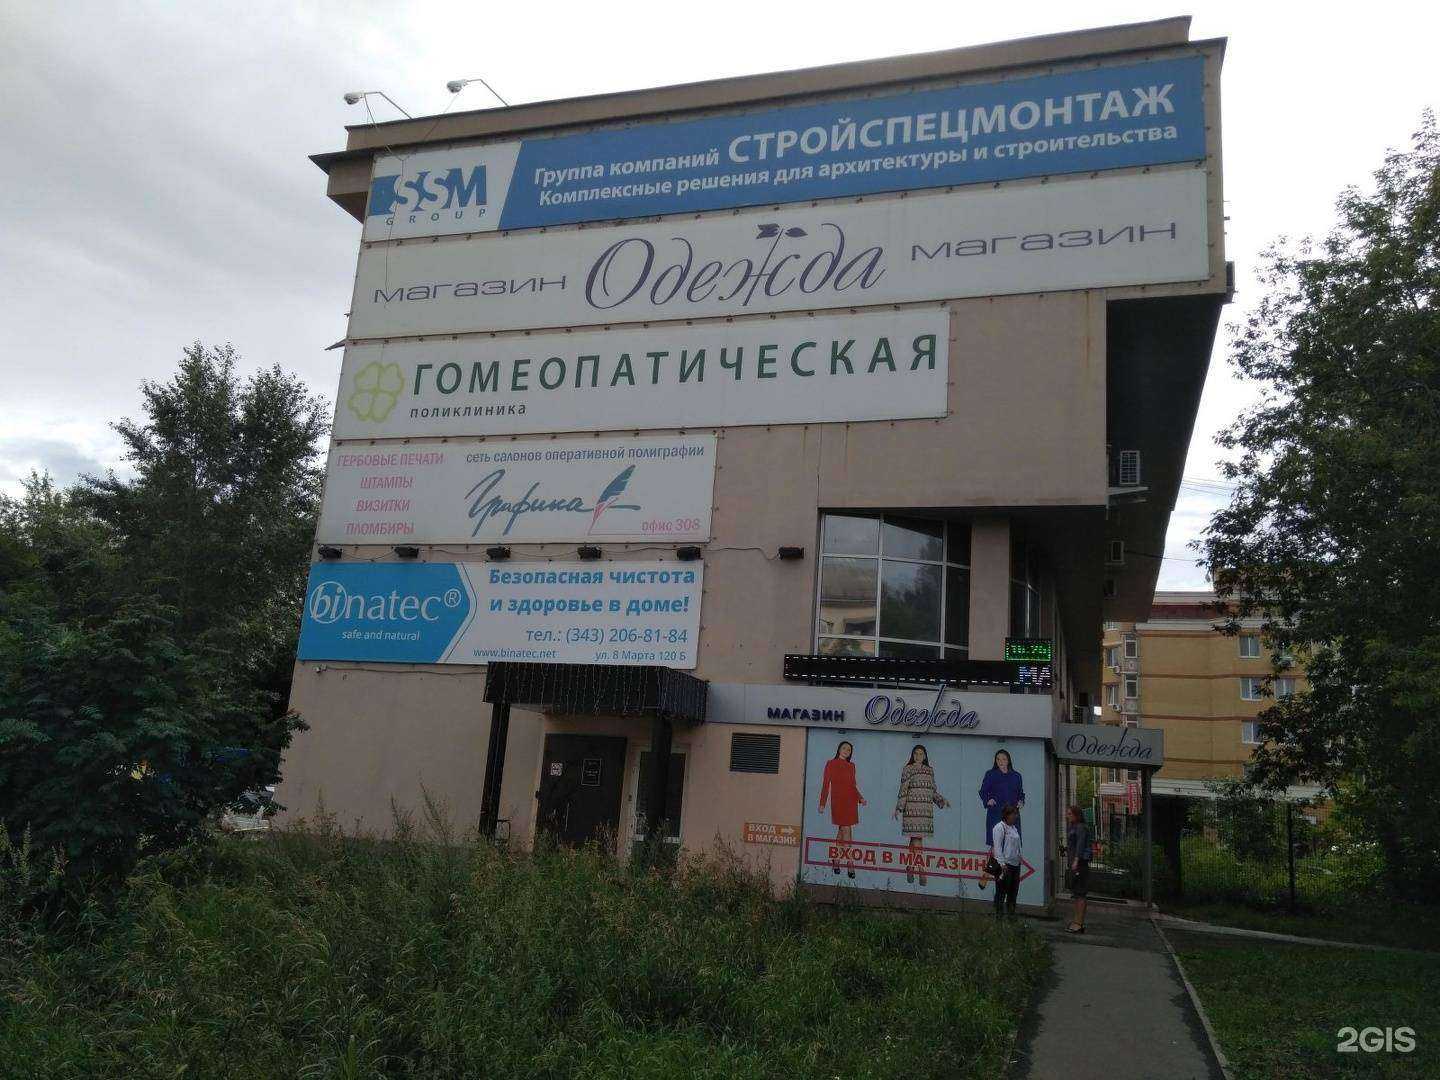 SSM
GROUP
Группа компаний СТРОЙСПЕЦМОНТАЖ
Комплексные решения для архитектуры и строительства
магазин Одежда магазин
ГОМЕОПАТИЧЕСКАЯ
ПОЛИКЛИНИКА
ГЕРБОВЫЕ ПЕЧАТИ
ШТАМПЫ
ВИЗИТКИ
ПЛОМБИРЫ
сеть салонов оперативной полиграфии
Графика
офис 308
binatec®
safe and natural
Безопасная чистота
и здоровье в доме!
тел.: (343) 206-81-84
www.binatec.net ул. 8 Марта 120 Б
МАГАЗИН Одежда
Одежда
ВХОД
В МАГАЗИН
ВХОД В МАГАЗИН
2GIS